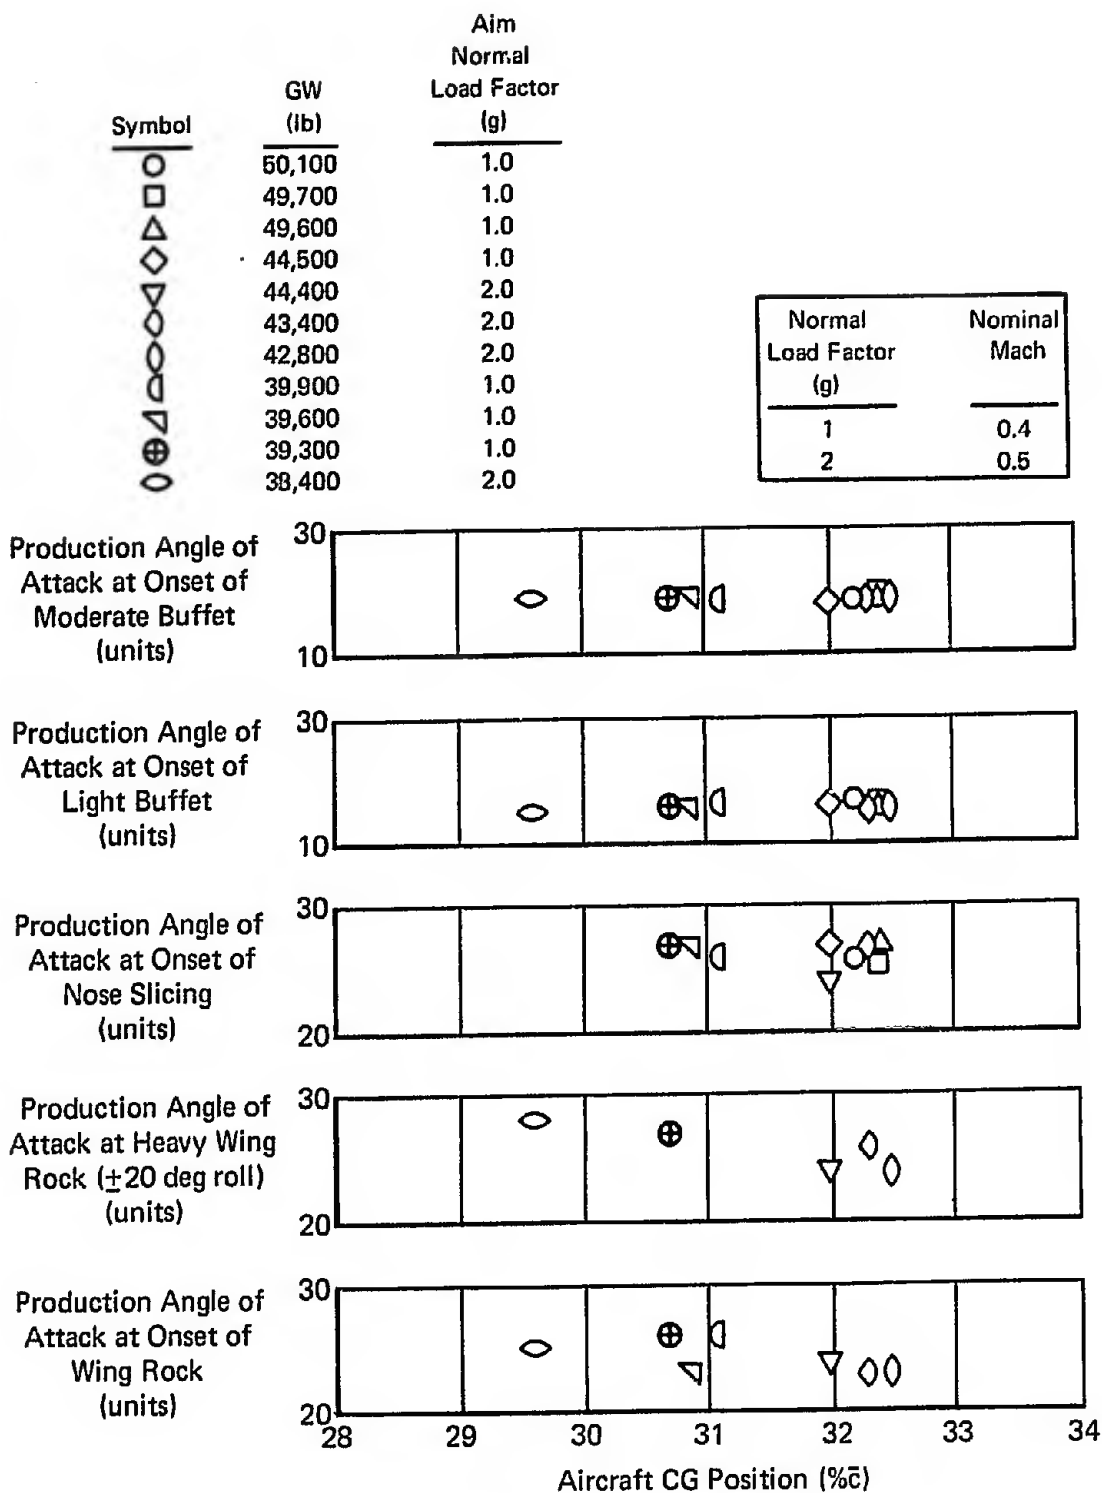 Aim
Normal
Load Factor
(g)
GW
(lb)
Symbol
50,100 1.0
49,700 1.0
49,600 1.0
44,500 1.0
44,400 2.0
43,400 2.0
42,800 2.0
39,900 1.0
39,600 1.0
39,300 1.0
38,400 2.0
Normal Nominal
Load Factor Mach
(g)
1 0.4
2 0.5
Production Angle of
Attack at Onset of
Moderate Buffet
(units)
30
10
Production Angle of
Attack at Onset of
Light Buffet
(units)
30
10
Production Angle of
Attack at Onset of
Nose Slicing
(units)
30
20
Production Angle of
Attack at Heavy Wing
Rock (±20 deg roll)
(units)
30
20
Production Angle of
Attack at Onset of
Wing Rock
(units)
30
20
28 29 30 31 32 33 34
Aircraft CG Position (%c̄)